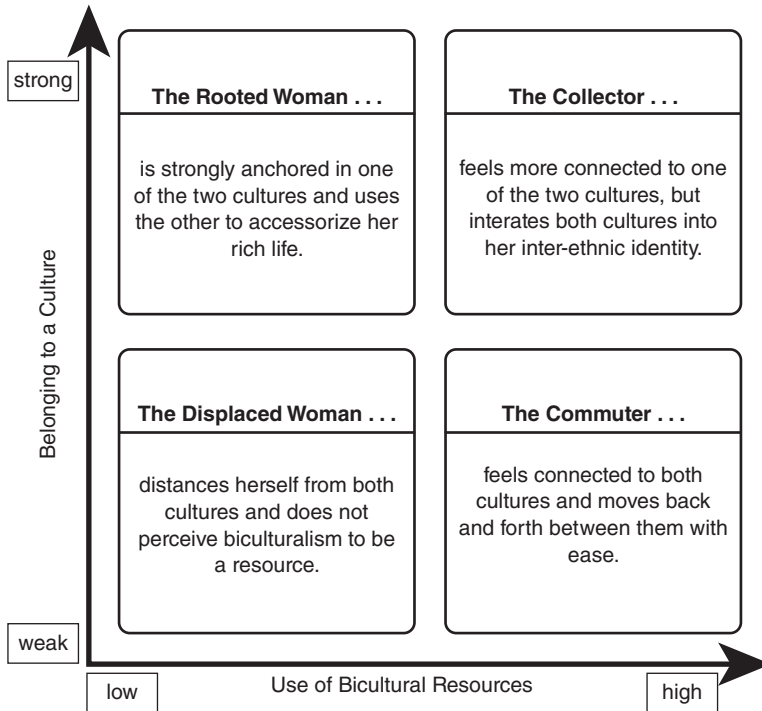 strong
The Rooted Woman . . .
is strongly anchored in one
of the two cultures and uses
the other to accessorize her
rich life.
The Collector . . .
feels more connected to one
of the two cultures, but
interates both cultures into
her inter-ethnic identity.
Belonging to a Culture
The Displaced Woman . . .
distances herself from both
cultures and does not
perceive biculturalism to be
a resource.
The Commuter . . .
feels connected to both
cultures and moves back
and forth between them with
ease.
weak
low
Use of Bicultural Resources
high